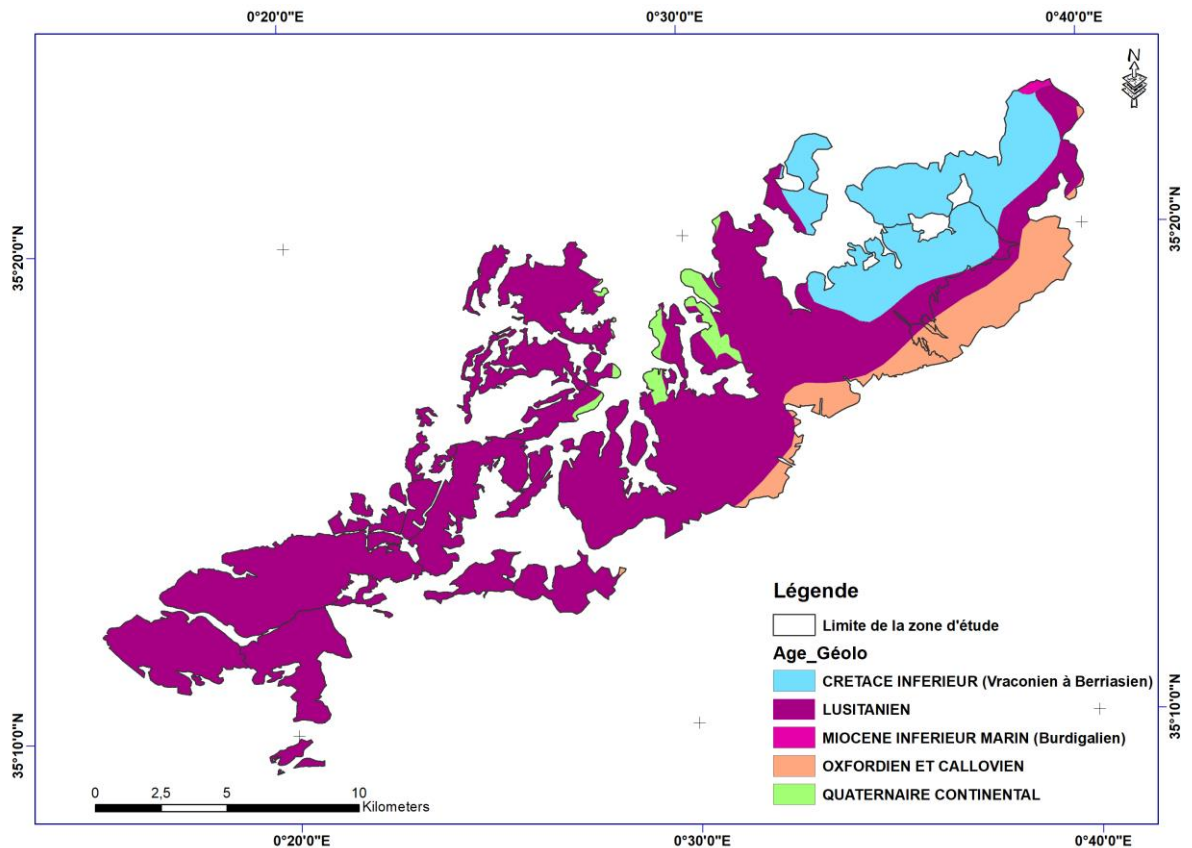 0°20'0"E 0°30'0"E 0°40'0"E
N
35°20'0"N
35°20'0"N
35°10'0"N
35°10'0"N
Légende
Limite de la zone d'étude
Age_Géolo
CRETACE INFERIEUR (Vraconien à Berriasien)
LUSITANIEN
MIOCENE INFERIEUR MARIN (Burdigalien)
OXFORDIEN ET CALLOVIEN
QUATERNAIRE CONTINENTAL
0 2,5 5 10
Kilometers
0°20'0"E 0°30'0"E 0°40'0"E